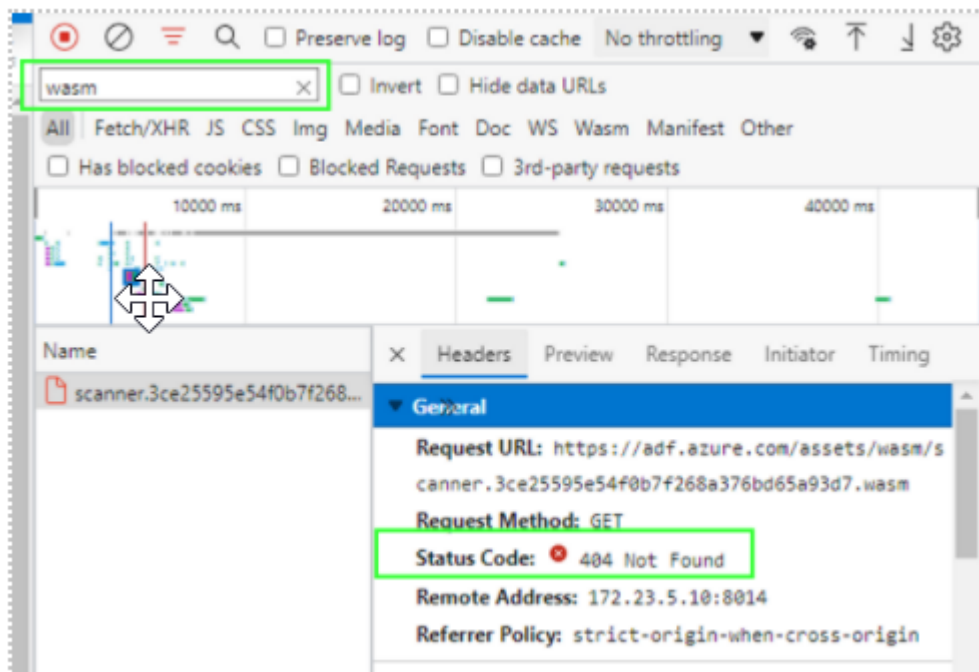 Preserve log Disable cache No throttling
wasm Invert Hide data URLs
All Fetch/XHR JS CSS Img Media Font Doc WS Wasm Manifest Other
Has blocked cookies Blocked Requests 3rd-party requests
10000 ms 20000 ms 30000 ms 40000 ms
Name Headers Preview Response Initiator Timing
scanner.3ce25595e54f0b7f268...
General
Request URL: https://adf.azure.com/assets/wasm/s
canner.3ce25595e54f0b7f268a376bd65a93d7.wasm
Request Method: GET
Status Code: 404 Not Found
Remote Address: 172.23.5.10:8014
Referrer Policy: strict-origin-when-cross-origin